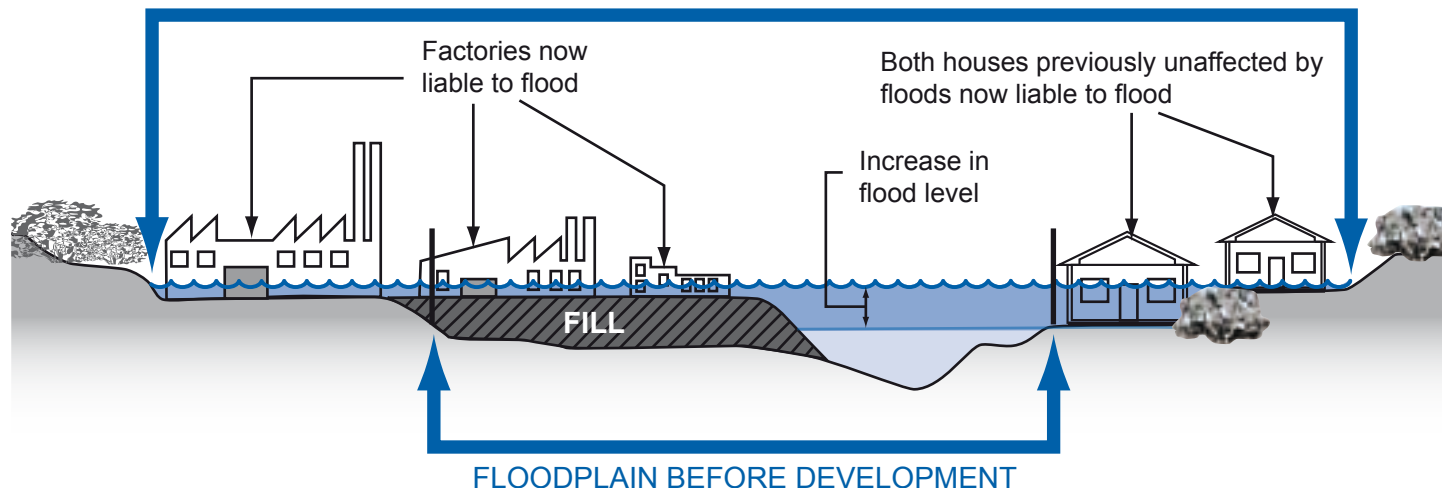 Factories now
liable to flood
Both houses previously unaffected by
floods now liable to flood
Increase in
flood level
FILL
FLOODPLAIN BEFORE DEVELOPMENT